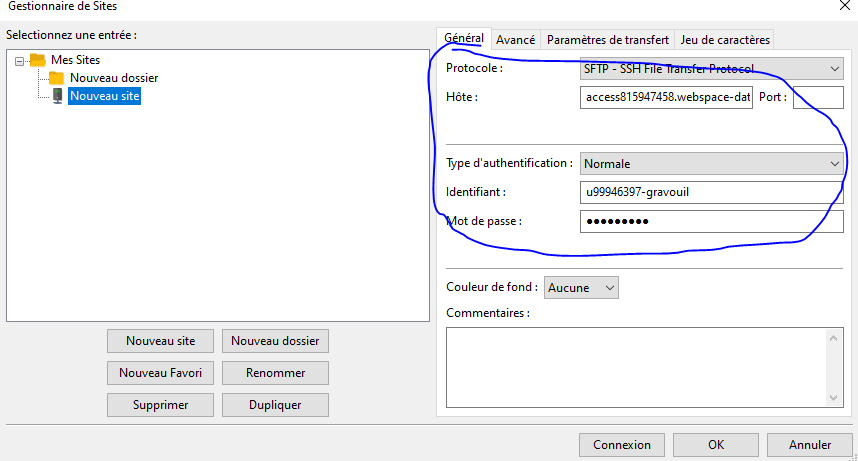 Gestionnaire de Sites
Selectionnez une entrée :
Mes Sites
Nouveau dossier
Nouveau site
Nouveau site
Nouveau dossier
Nouveau Favori
Renommer
Supprimer
Dupliquer
Général
Avancé
Paramètres de transfert
Jeu de caractères
Protocole :
SFTP - SSH File Transfer Protocol
Hôte :
access815947458.webspace-dat
Port :
Type d'authentification :
Normale
Identifiant :
u99946397-gravouil
Mot de passe :
●●●●●●●●●
Couleur de fond :
Aucune
Commentaires :
Connexion
OK
Annuler